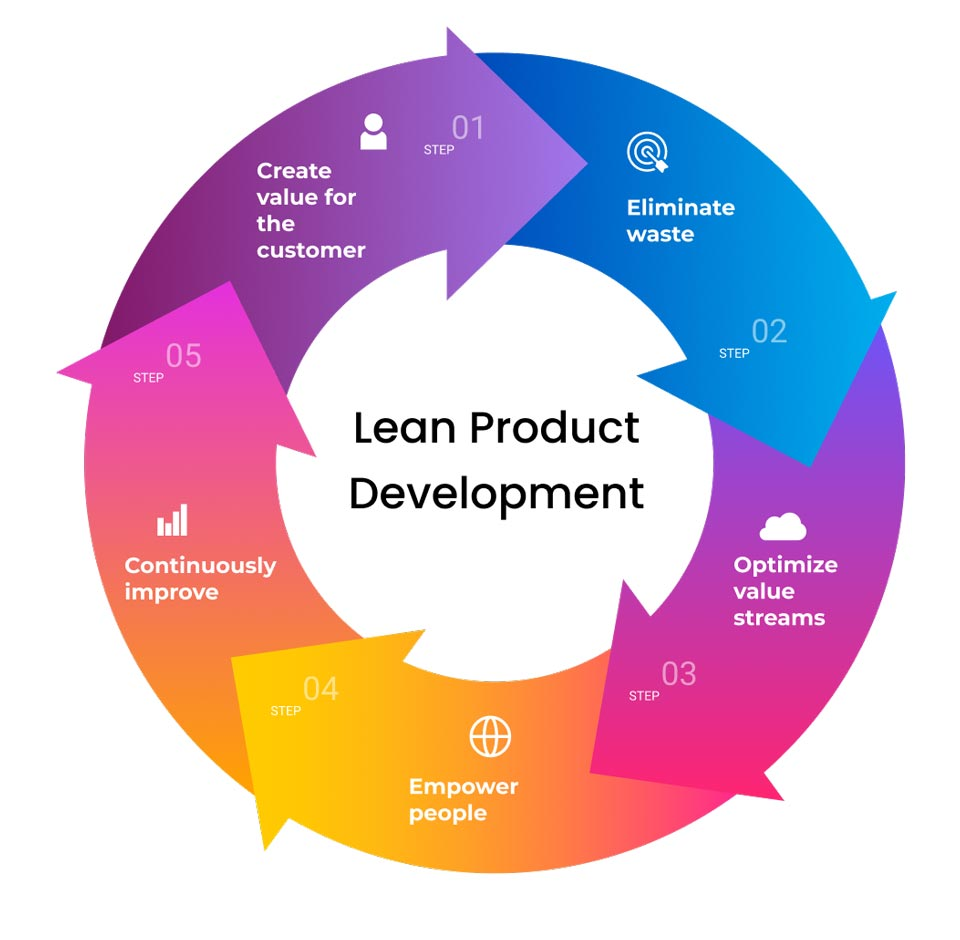 01
STEP
Create
value for
the
customer
Eliminate
waste
02
STEP
Optimize
value
streams
03
STEP
Empower
people
04
STEP
Continuously
improve
05
STEP
Lean Product
Development